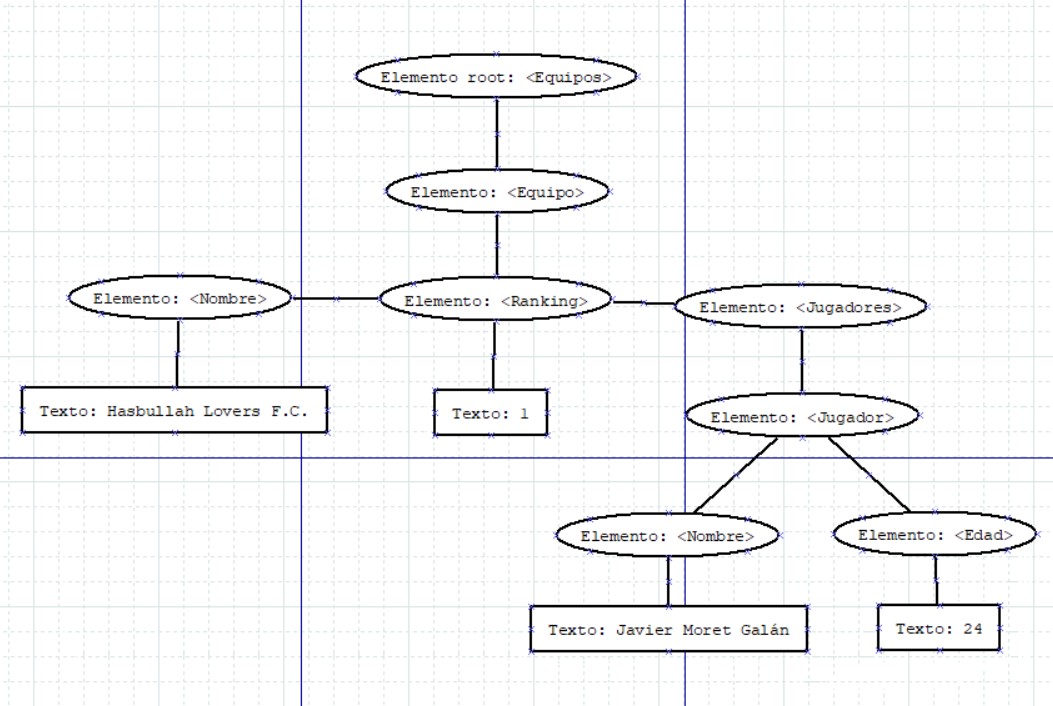 Elemento root: <Equipos>
Elemento: <Equipo>
Elemento: <Nombre>
Elemento: <Ranking>
Elemento: <Jugadores>
Texto: Hasbullah Lovers F.C.
Texto: 1
Elemento: <Jugador>
Elemento: <Nombre>
Elemento: <Edad>
Texto: Javier Moret Galán
Texto: 24